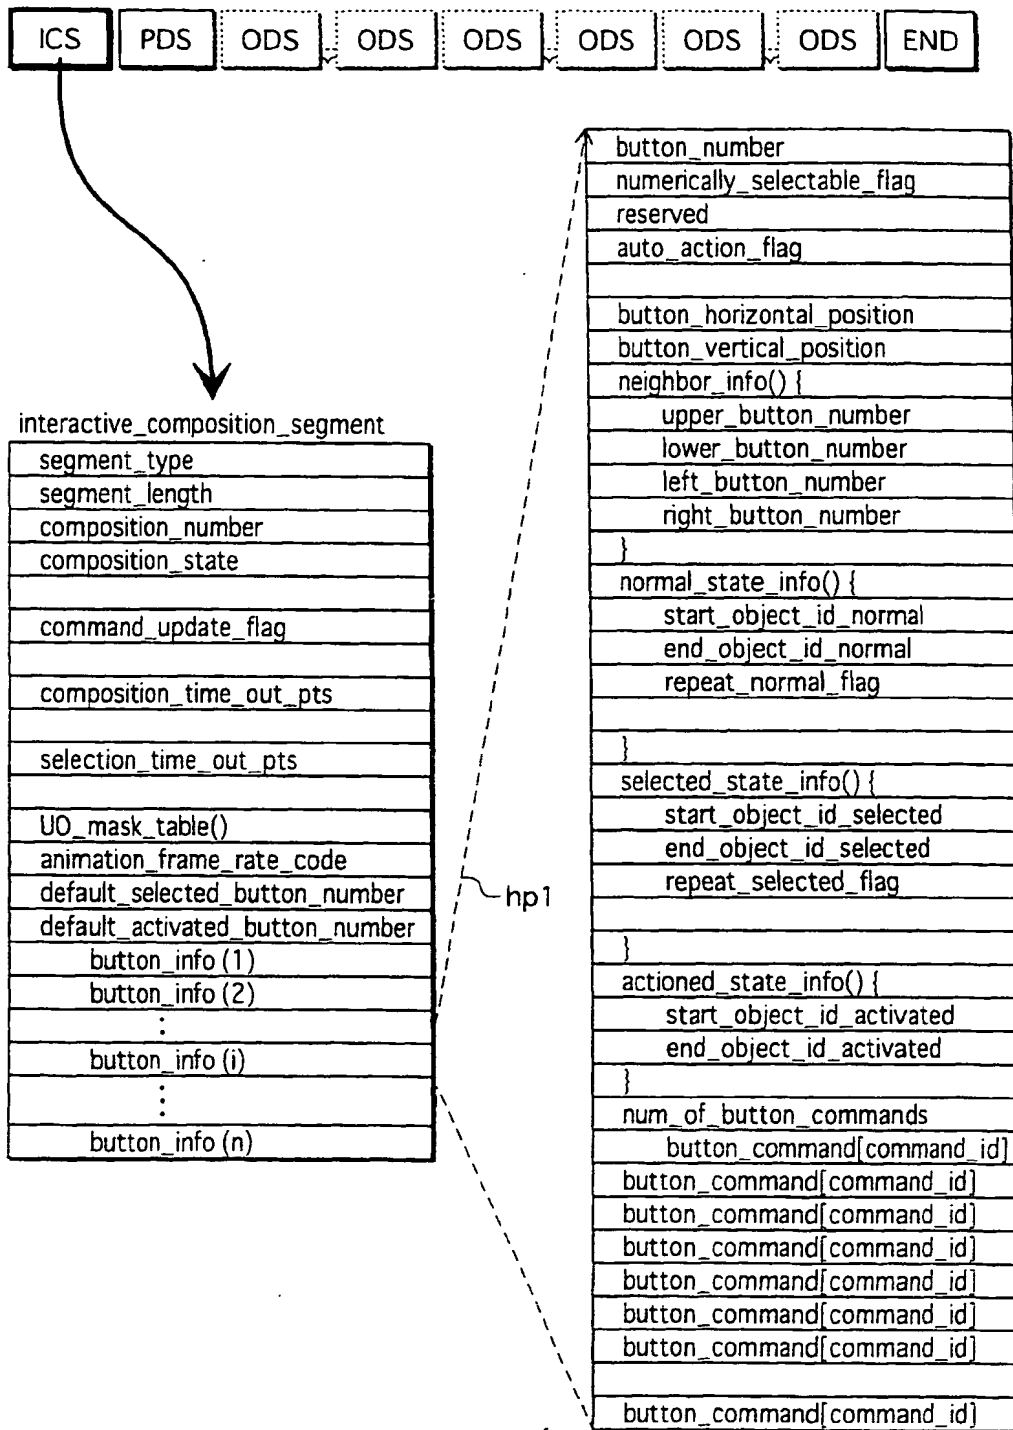 ICS PDS ODS ODS ODS ODS ODS ODS END
interactive_composition_segment
segment_type
segment_length
composition_number
composition_state
command_update_flag
composition_time_out_pts
selection_time_out_pts
UO_mask_table()
animation_frame_rate_code
default_selected_button_number
default_activated_button_number
button_info (1)
button_info (2)
⋮
button_info (i)
⋮
button_info (n)
hp1
button_number
numerically_selectable_flag
reserved
auto_action_flag
button_horizontal_position
button_vertical_position
neighbor_info() {
upper_button_number
lower_button_number
left_button_number
right_button_number
}
normal_state_info() {
start_object_id_normal
end_object_id_normal
repeat_normal_flag
}
selected_state_info() {
start_object_id_selected
end_object_id_selected
repeat_selected_flag
}
actioned_state_info() {
start_object_id_activated
end_object_id_activated
}
num_of_button_commands
button_command[command_id]
button_command[command_id]
button_command[command_id]
button_command[command_id]
button_command[command_id]
button_command[command_id]
button_command[command_id]
button_command[command_id]